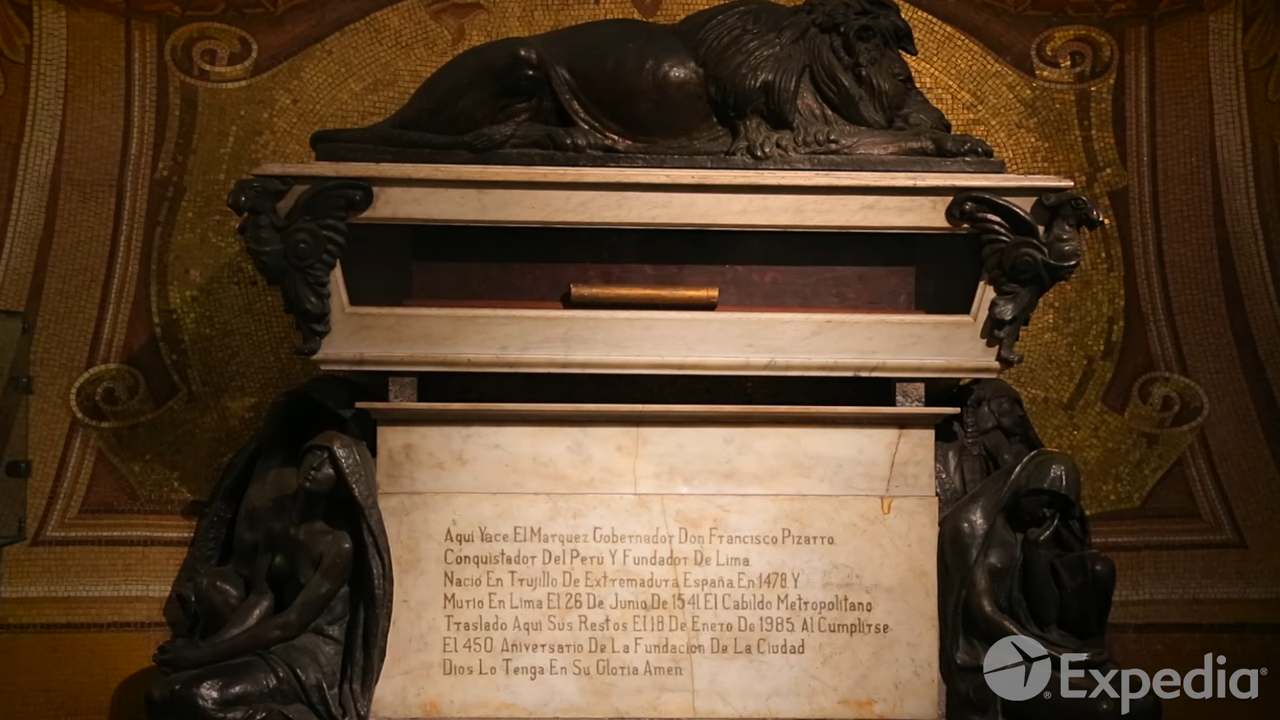 Aqui Yace El Marquez Gobernador Don Francisco Pizarro.
Conquistador Del Perú Y Fundador De Lima.
Nació En Trujillo De Extremadura, España En 1478 Y
Murio En Lima El 26 De Junio De 1541. El Cabildo Metropolitano
Traslado Aqui Sus Restos El 18 De Enero De 1985. Al Cumplirse
El 450 Aniversario De La Fundacion De La Ciudad
Dios Lo Tenga En Su Gloria Amen.
Expedia®